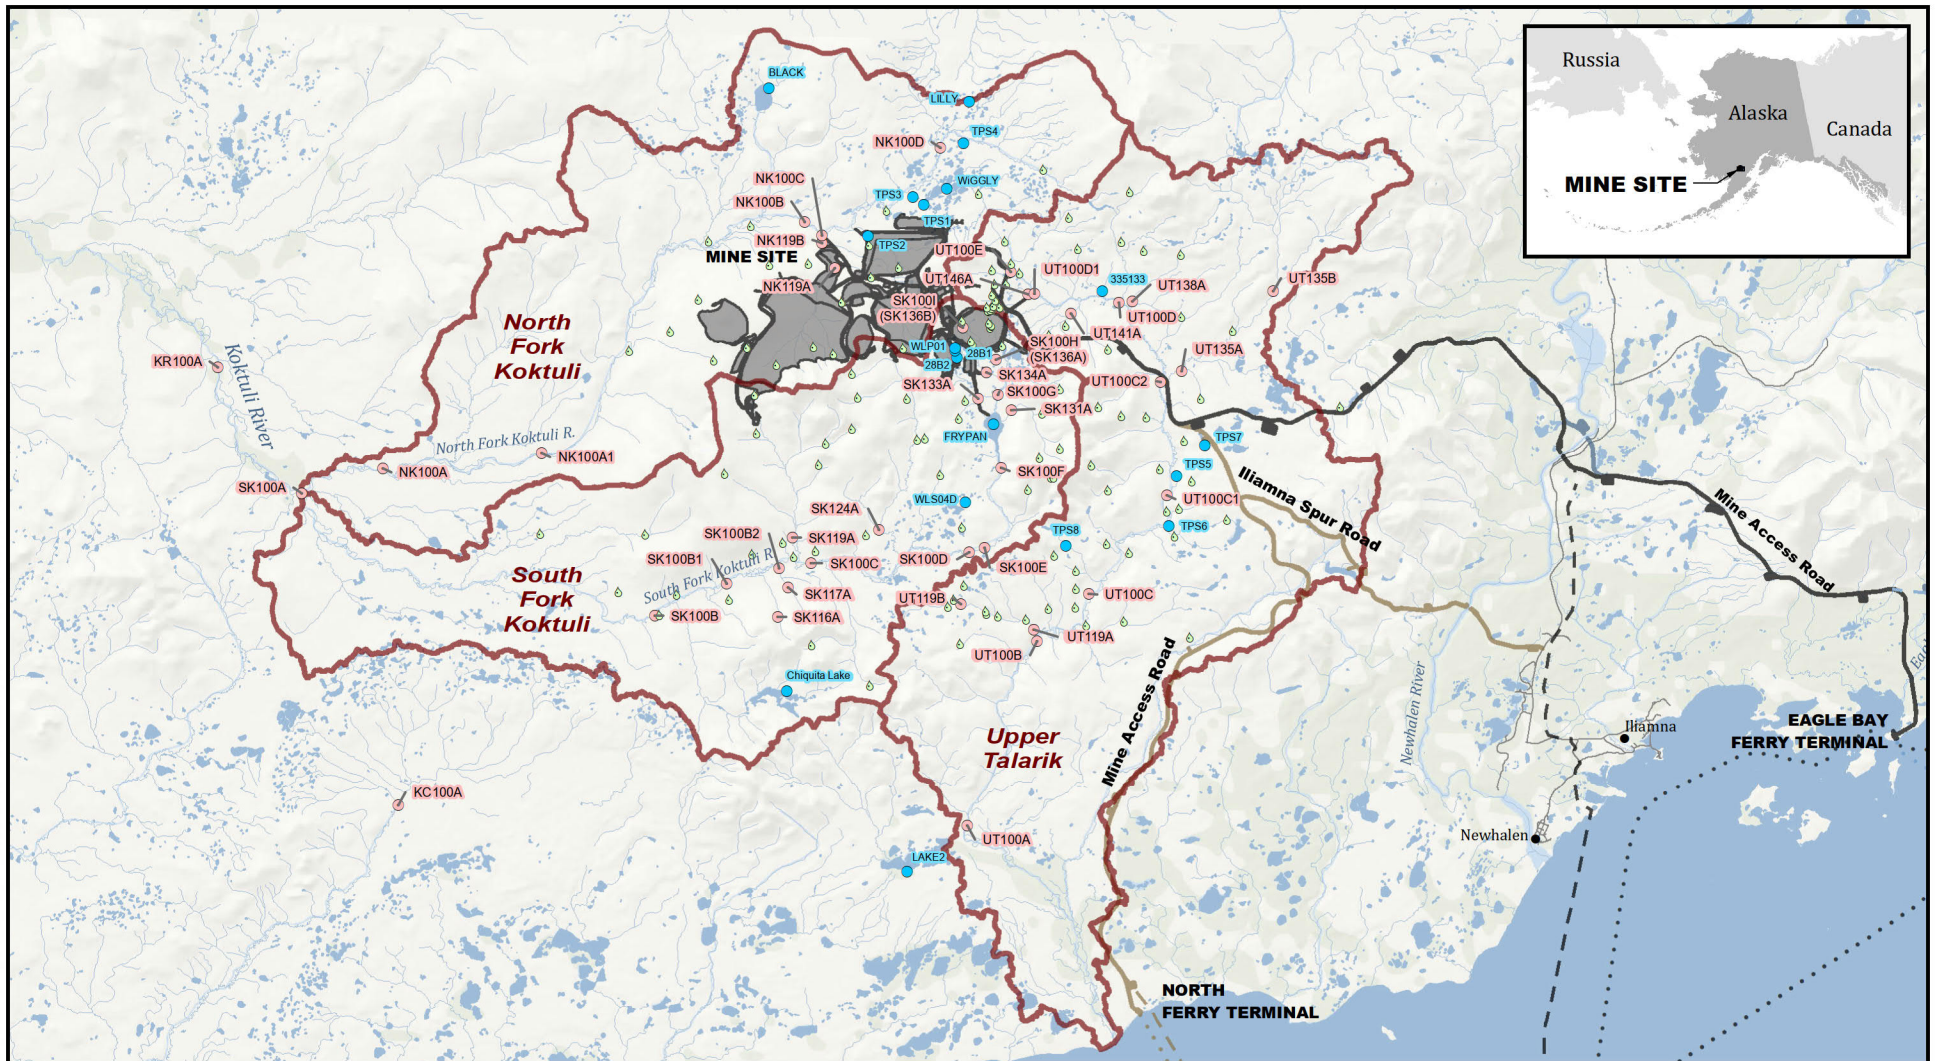 Russia
Alaska
Canada
MINE SITE
BLACK
LILLY
TPS4
NK100D
NK100C
WiGGLY
TPS3
NK100B
TPS1
NK119B
TPS2
UT100E
MINE SITE
UT100D1
335133
UT138A
UT135B
UT146A
NK119A
SK100I
(SK136B)
UT100D
North
Fork
Koktuli
UT141A
SK100H
(SK136A)
WLP01
28B1
UT135A
28B2
KR100A
Koktuli River
SK134A
UT100C2
SK133A
SK100G
SK131A
FRYPAN
North Fork Koktuli R.
TPS7
NK100A1
NK100A
SK100F
TPS5
Iliamna Spur Road
SK100A
UT100C1
WLS04D
Mine Access Road
SK124A
TPS6
TPS8
SK100B2
SK119A
SK100B1
SK100C
SK100D
SK100E
South
Fork
Koktuli
South Fork Koktuli R
SK117A
UT100C
UT119B
SK100B
SK116A
UT119A
UT100B
Chiquita Lake
Mine Access Road
Newhalen River
Upper
Talarik
EAGLE BAY
FERRY TERMINAL
Iliamna
KC100A
UT100A
Newhalen
LAKE2
NORTH
FERRY TERMINAL